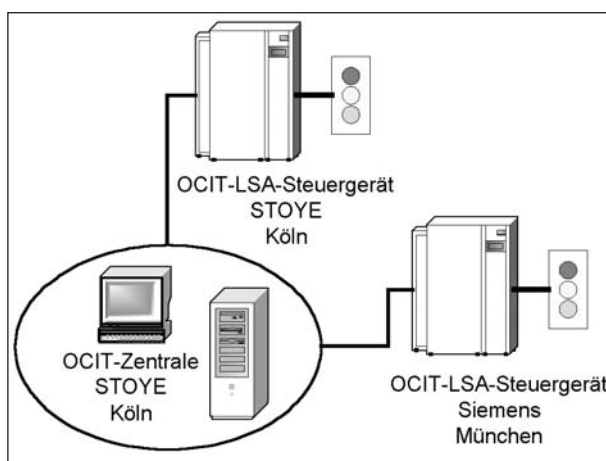 OCIT-LSA-Steuergerät
STOYE
Köln
OCIT-Zentrale
STOYE
Köln
OCIT-LSA-Steuergerät
Siemens
München